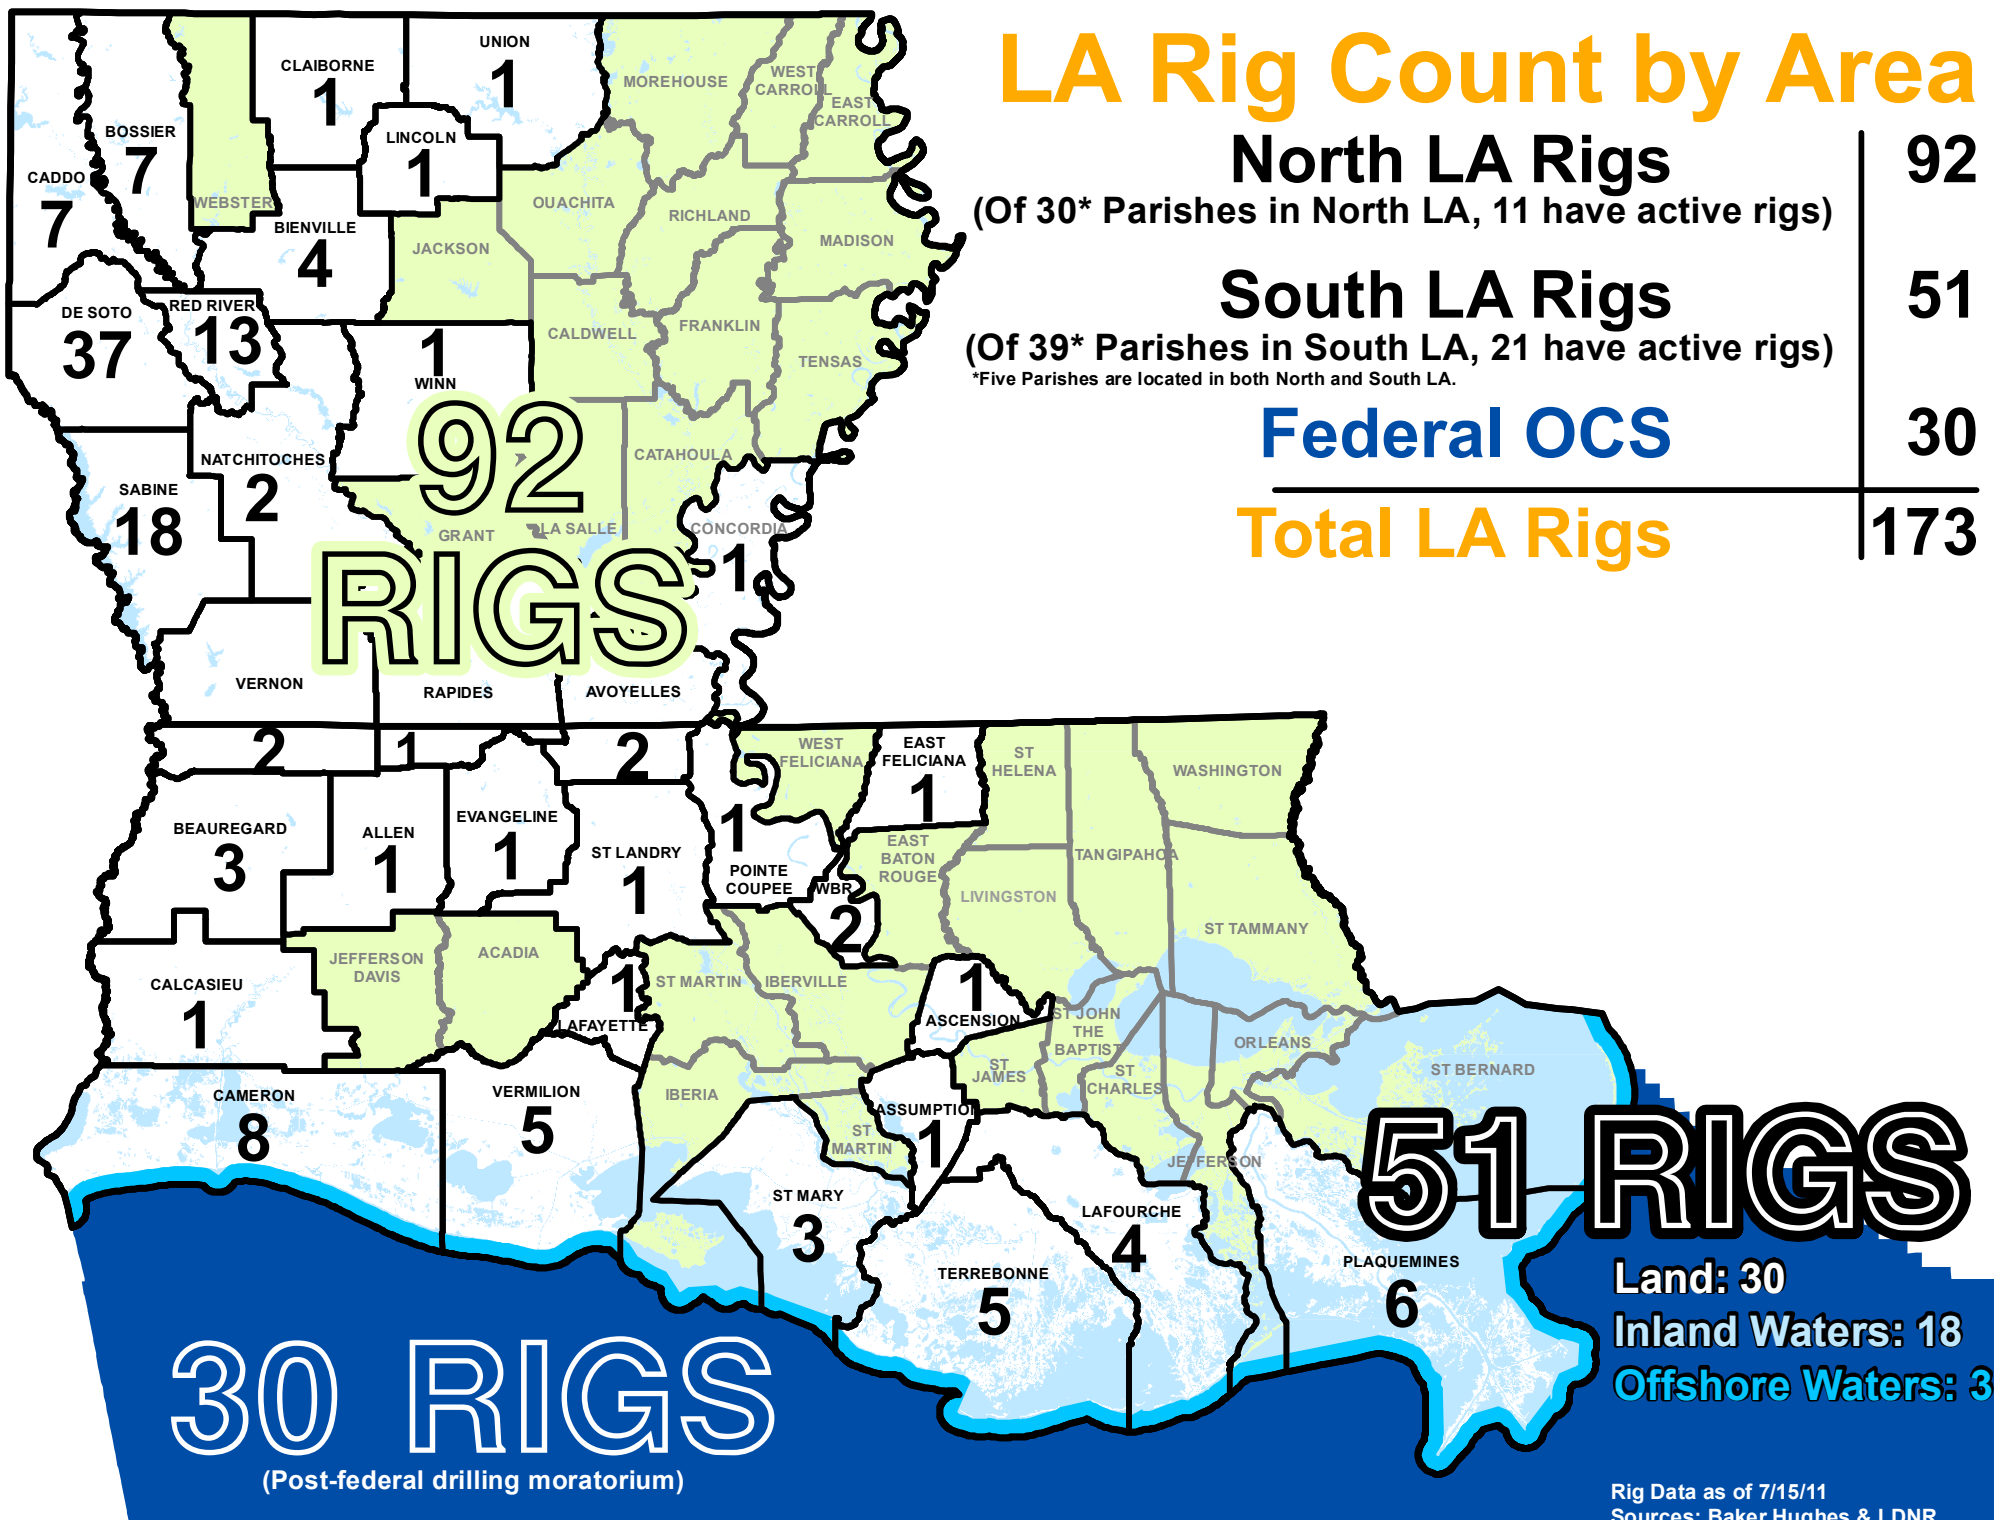 LA Rig Count by Area
North LA Rigs 92
(Of 30* Parishes in North LA, 11 have active rigs)
South LA Rigs 51
(Of 39* Parishes in South LA, 21 have active rigs)
*Five Parishes are located in both North and South LA.
Federal OCS 30
Total LA Rigs 173
CADDO
7
BOSSIER
7
WEBSTER
CLAIBORNE
1
UNION
1
LINCOLN
1
MOREHOUSE
WEST
CARROLL
EAST
CARROLL
BIENVILLE
4
JACKSON
OUACHITA
RICHLAND
MADISON
DE SOTO
37
RED RIVER
13
1
WINN
CALDWELL
FRANKLIN
TENSAS
SABINE
18
NATCHITOCHES
2
GRANT
LA SALLE
CATAHOULA
CONCORDIA
1
92
RIGS
VERNON
RAPIDES
AVOYELLES
2
1
2
BEAUREGARD
3
ALLEN
1
EVANGELINE
1
ST LANDRY
1
1
POINTE
COUPEE
WEST
FELICIANA
EAST
FELICIANA
1
ST
HELENA
WASHINGTON
EAST
BATON
ROUGE
WBR
2
LIVINGSTON
TANGIPAHOA
ST TAMMANY
CALCASIEU
1
JEFFERSON
DAVIS
ACADIA
1
LAFAYETTE
ST MARTIN
IBERVILLE
1
ASCENSION
ST JOHN
THE
BAPTIST
ST
JAMES
ST
CHARLES
ORLEANS
ST BERNARD
CAMERON
8
VERMILION
5
IBERIA
ASSUMPTION
1
ST
MARTIN
JEFFERSON
ST MARY
3
TERREBONNE
5
LAFOURCHE
4
PLAQUEMINES
6
51 RIGS
Land: 30
Inland Waters: 18
Offshore Waters: 3
30 RIGS
(Post-federal drilling moratorium)
Rig Data as of 7/15/11
Sources: Baker Hughes & LDNR